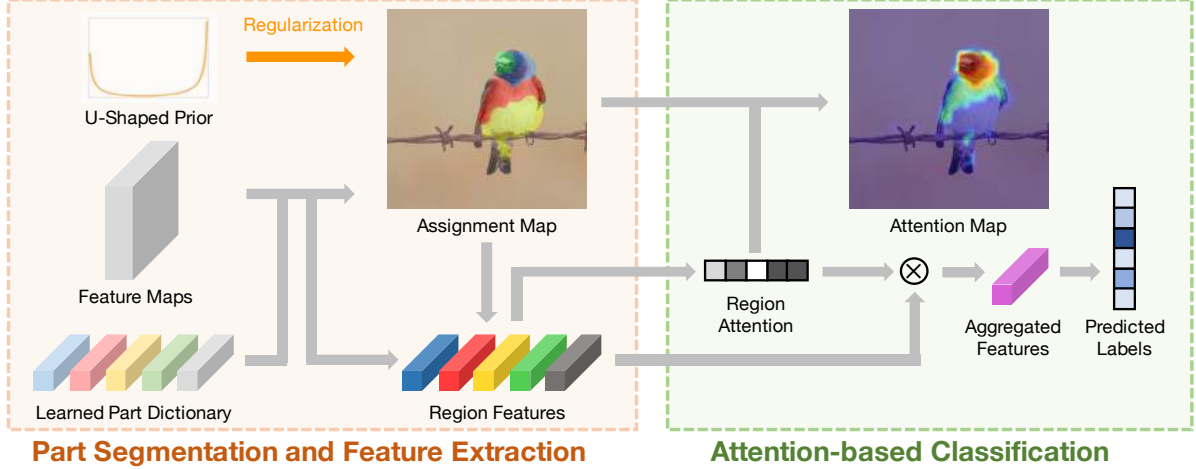 Regularization
U-Shaped Prior
Assignment Map
Attention Map
Feature Maps
Region
Attention
Aggregated
Features
Predicted
Labels
Learned Part Dictionary
Region Features
Part Segmentation and Feature Extraction
Attention-based Classification